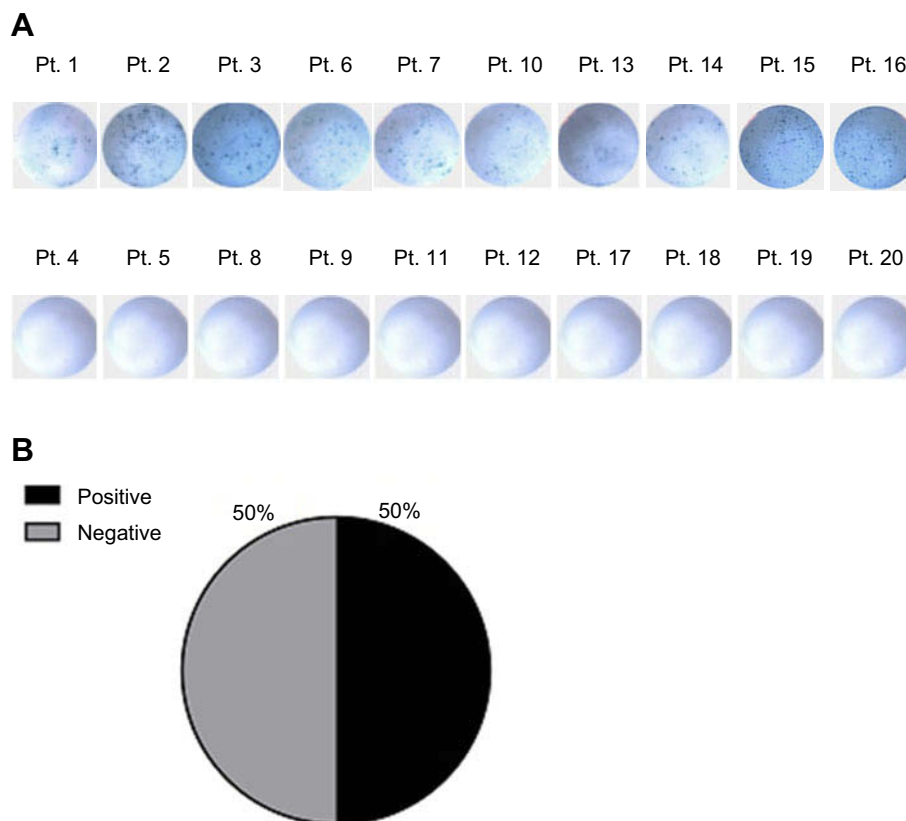 A
Pt. 1 Pt. 2 Pt. 3 Pt. 6 Pt. 7 Pt. 10 Pt. 13 Pt. 14 Pt. 15 Pt. 16
Pt. 4 Pt. 5 Pt. 8 Pt. 9 Pt. 11 Pt. 12 Pt. 17 Pt. 18 Pt. 19 Pt. 20
B
Positive
Negative
50% 50%